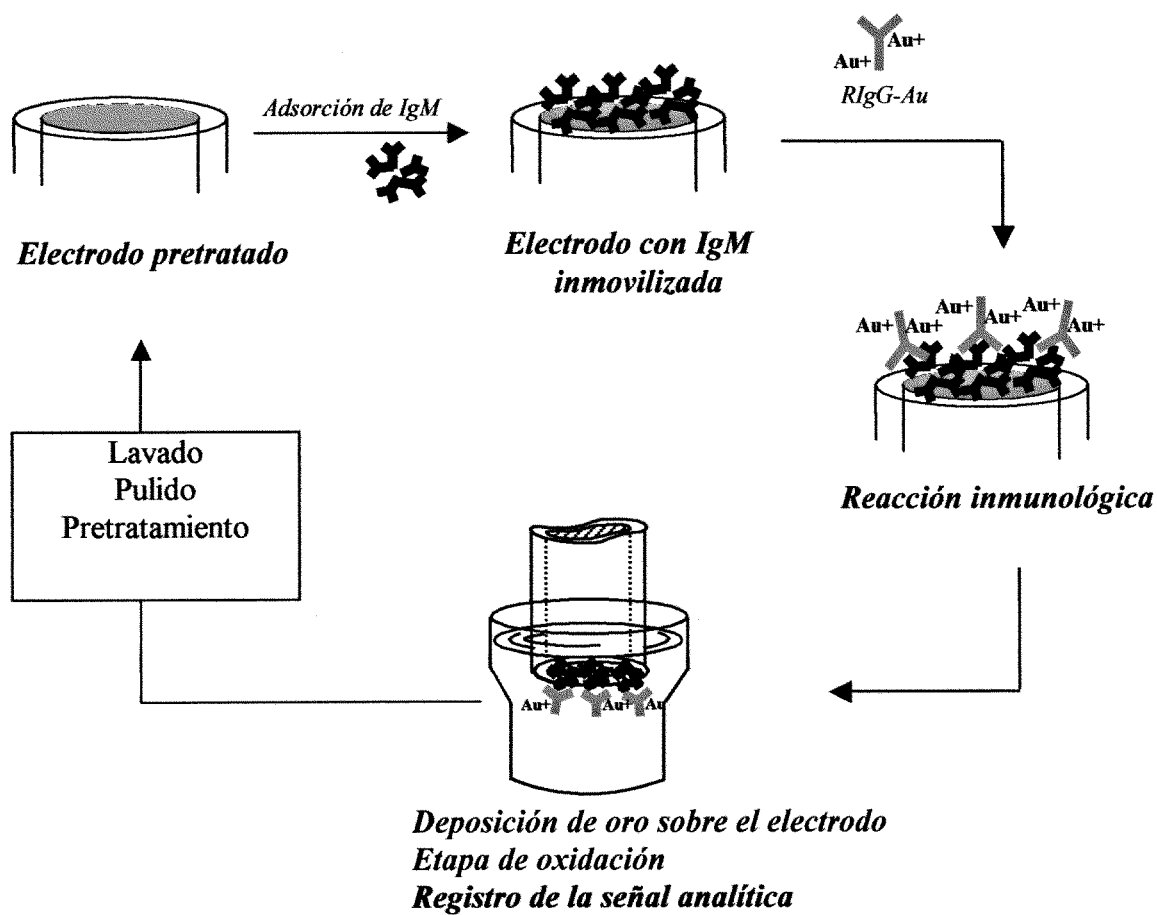 Au+
Au+
RIgG-Au
Adsorción de IgM
Electrodo pretratado
Electrodo con IgM
inmovilizada
Au+ Au+ Au+
Au+ Au+ Au+
Reacción inmunológica
Lavado
Pulido
Pretratamiento
Au+ Au+ Au
Deposición de oro sobre el electrodo
Etapa de oxidación
Registro de la señal analítica